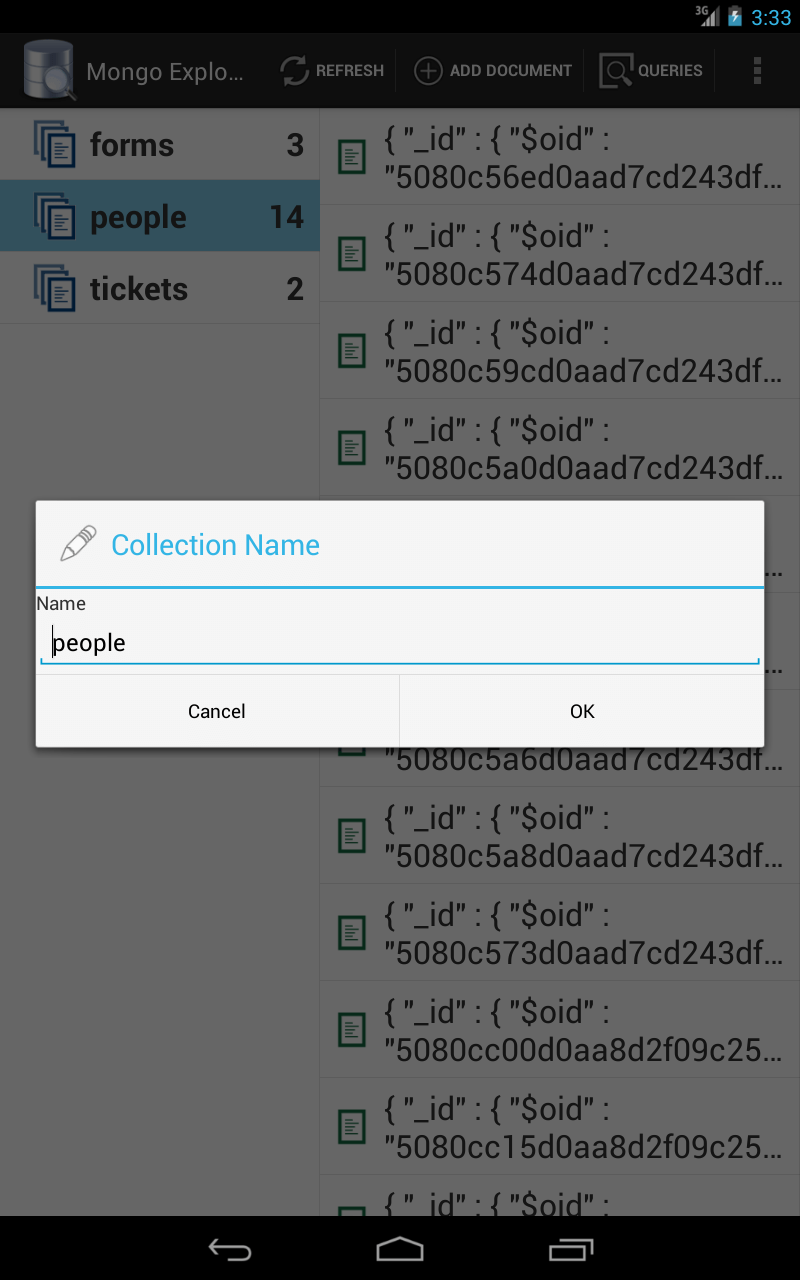 3G 3:33
Mongo Explo… REFRESH ADD DOCUMENT QUERIES
forms 3
people 14
tickets 2
{ "_id" : { "$oid" :
"5080c56ed0aad7cd243df…
{ "_id" : { "$oid" :
"5080c574d0aad7cd243df…
{ "_id" : { "$oid" :
"5080c59cd0aad7cd243df…
{ "_id" : { "$oid" :
"5080c5a0d0aad7cd243df…
Collection Name
Name
people
Cancel OK
"5080c5a6d0aad7cd243df…
{ "_id" : { "$oid" :
"5080c5a8d0aad7cd243df…
{ "_id" : { "$oid" :
"5080c573d0aad7cd243df…
{ "_id" : { "$oid" :
"5080cc00d0aa8d2f09c25…
{ "_id" : { "$oid" :
"5080cc15d0aa8d2f09c25…
{ "_id" : { "$oid" :